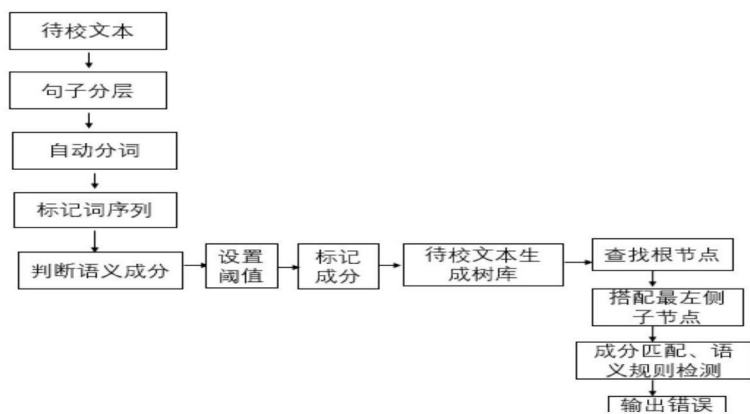 待校文本
句子分层
自动分词
标记词序列
判断语义成分
设置
阈值
标记
成分
待校文本生
成树库
查找根节点
搭配最左侧
子节点
成分匹配、语
义规则检测
输出错误